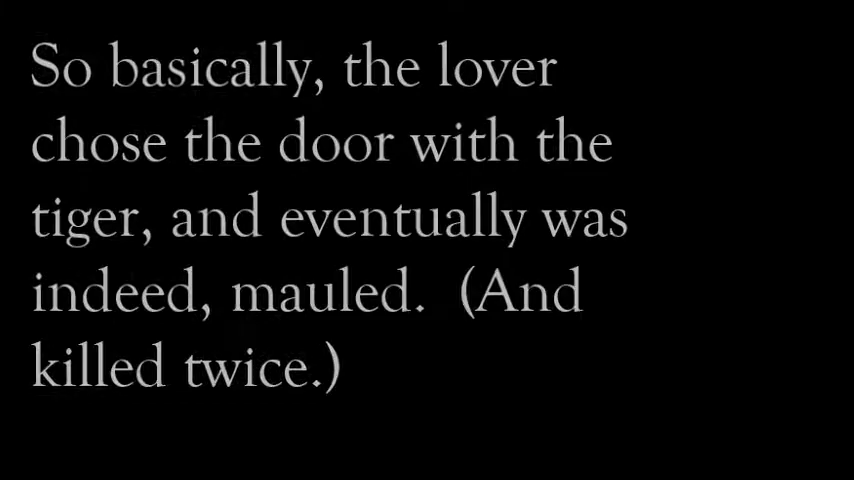 So basically, the lover
chose the door with the
tiger, and eventually was
indeed, mauled.  (And
killed twice.)